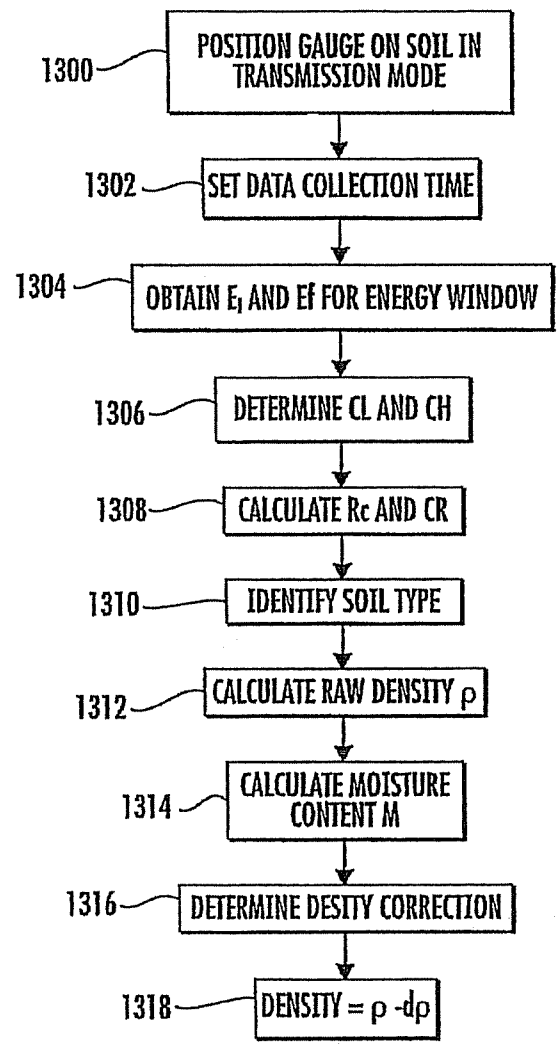 1300
POSITION GAUGE ON SOIL IN
TRANSMISSION MODE
1302
SET DATA COLLECTION TIME
1304
OBTAIN E₁ AND Ef FOR ENERGY WINDOW
1306
DETERMINE CL AND CH
1308
CALCULATE Rc AND CR
1310
IDENTIFY SOIL TYPE
1312
CALCULATE RAW DENSITY ρ
1314
CALCULATE MOISTURE
CONTENT M
1316
DETERMINE DESITY CORRECTION
1318
DENSITY = ρ -dρ